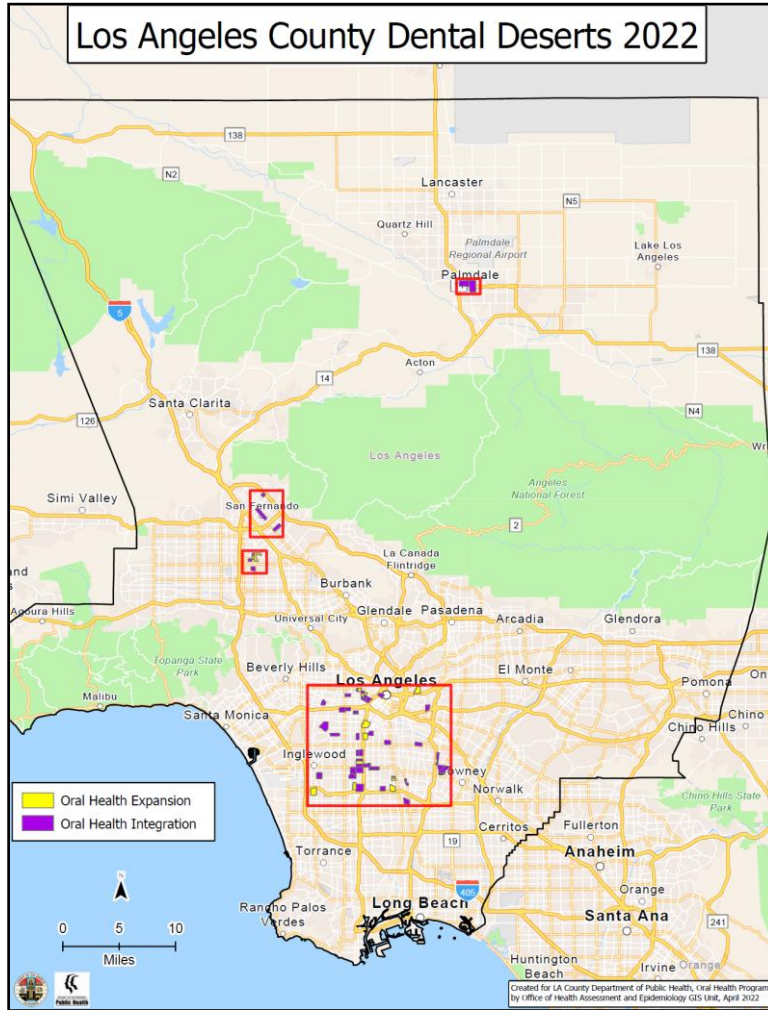 Los Angeles County Dental Deserts 2022
138
N2
Lancaster
N5
Quartz Hill
Palmdale
Regional Airport
Lake Los
Angeles
Palmdale
5
138
Acton
14
Santa Clarita
126
N4
Los Angeles
Angeles
National Forest
Simi Valley
San Fernando
2
La Canada
Flintridge
Burbank
Agoura Hills
Glendale
Pasadena
Universal City
Arcadia
Glendora
Topanga State
Park
Beverly Hills
El Monte
Los Angeles
Pomona
Malibu
Santa Monica
Chino
Chino Hills
Inglewood
Downey
Norwalk
Chino Hills State
Park
Oral Health Expansion
Oral Health Integration
19
Cerritos
Fullerton
Torrance
Anaheim
N
405
Orange
Long Beach
Rancho Palos
Verdes
241
Santa Ana
0 5 10
Miles
Huntington
Beach
Irvine
Orange
Public Health
Created for LA County Department of Public Health, Oral Health Program
by Office of Health Assessment and Epidemiology GIS Unit, April 2022